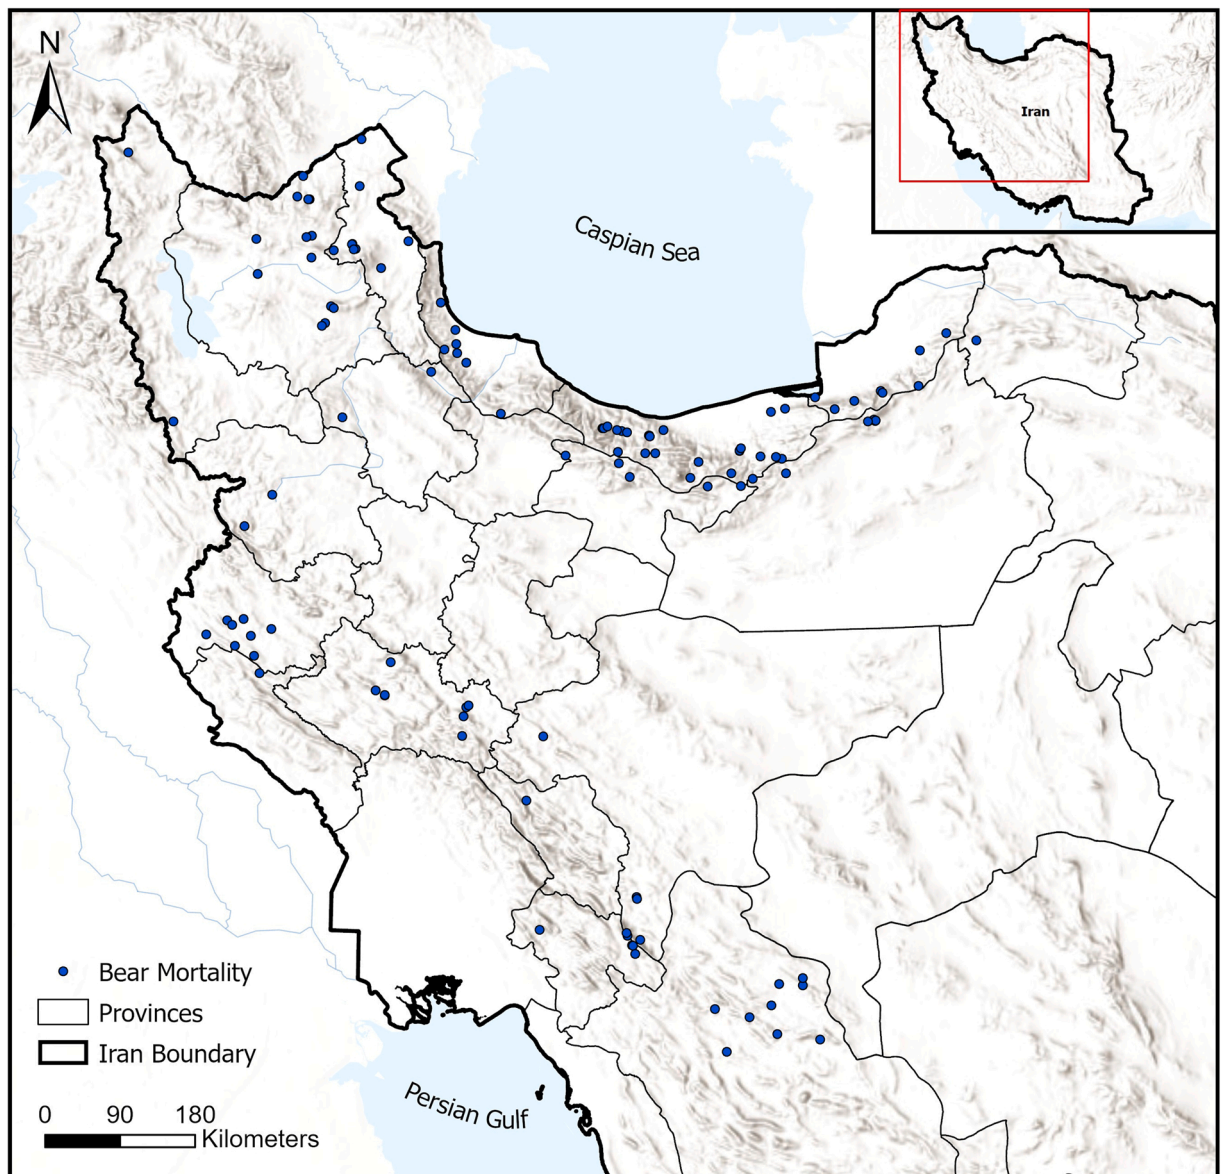 N
Iran
Caspian Sea
Bear Mortality
Provinces
Iran Boundary
Persian Gulf
0 90 180
Kilometers